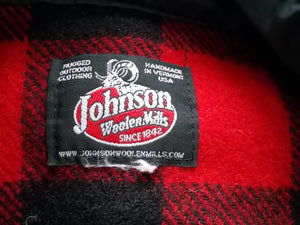 RUGGED
OUTDOOR
CLOTHING
HANDMADE
IN VERMONT
USA
Johnson
Woolen Mills
SINCE 1842
WWW.JOHNSONWOOLENMILLS.COM